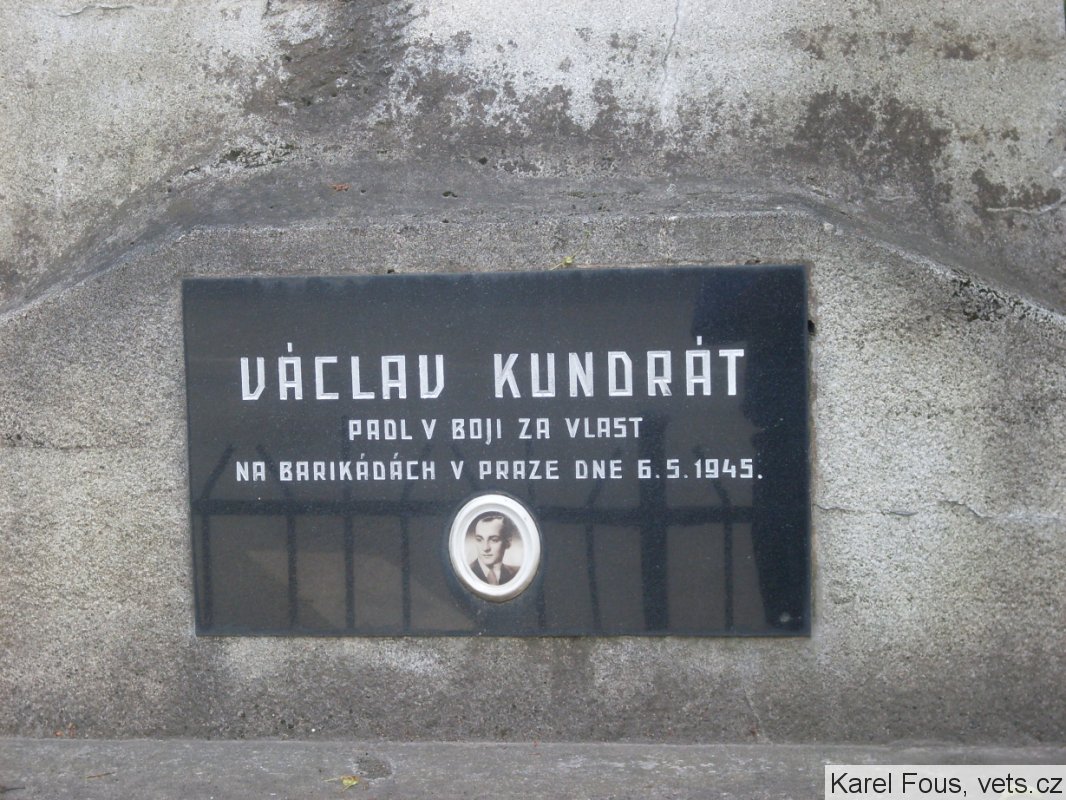 VÁCLAV KUNDRÁT
PADL V BOJI ZA VLAST
NA BARIKÁDÁCH V PRAZE DNE 6.5.1945.
Karel Fous, vets.cz